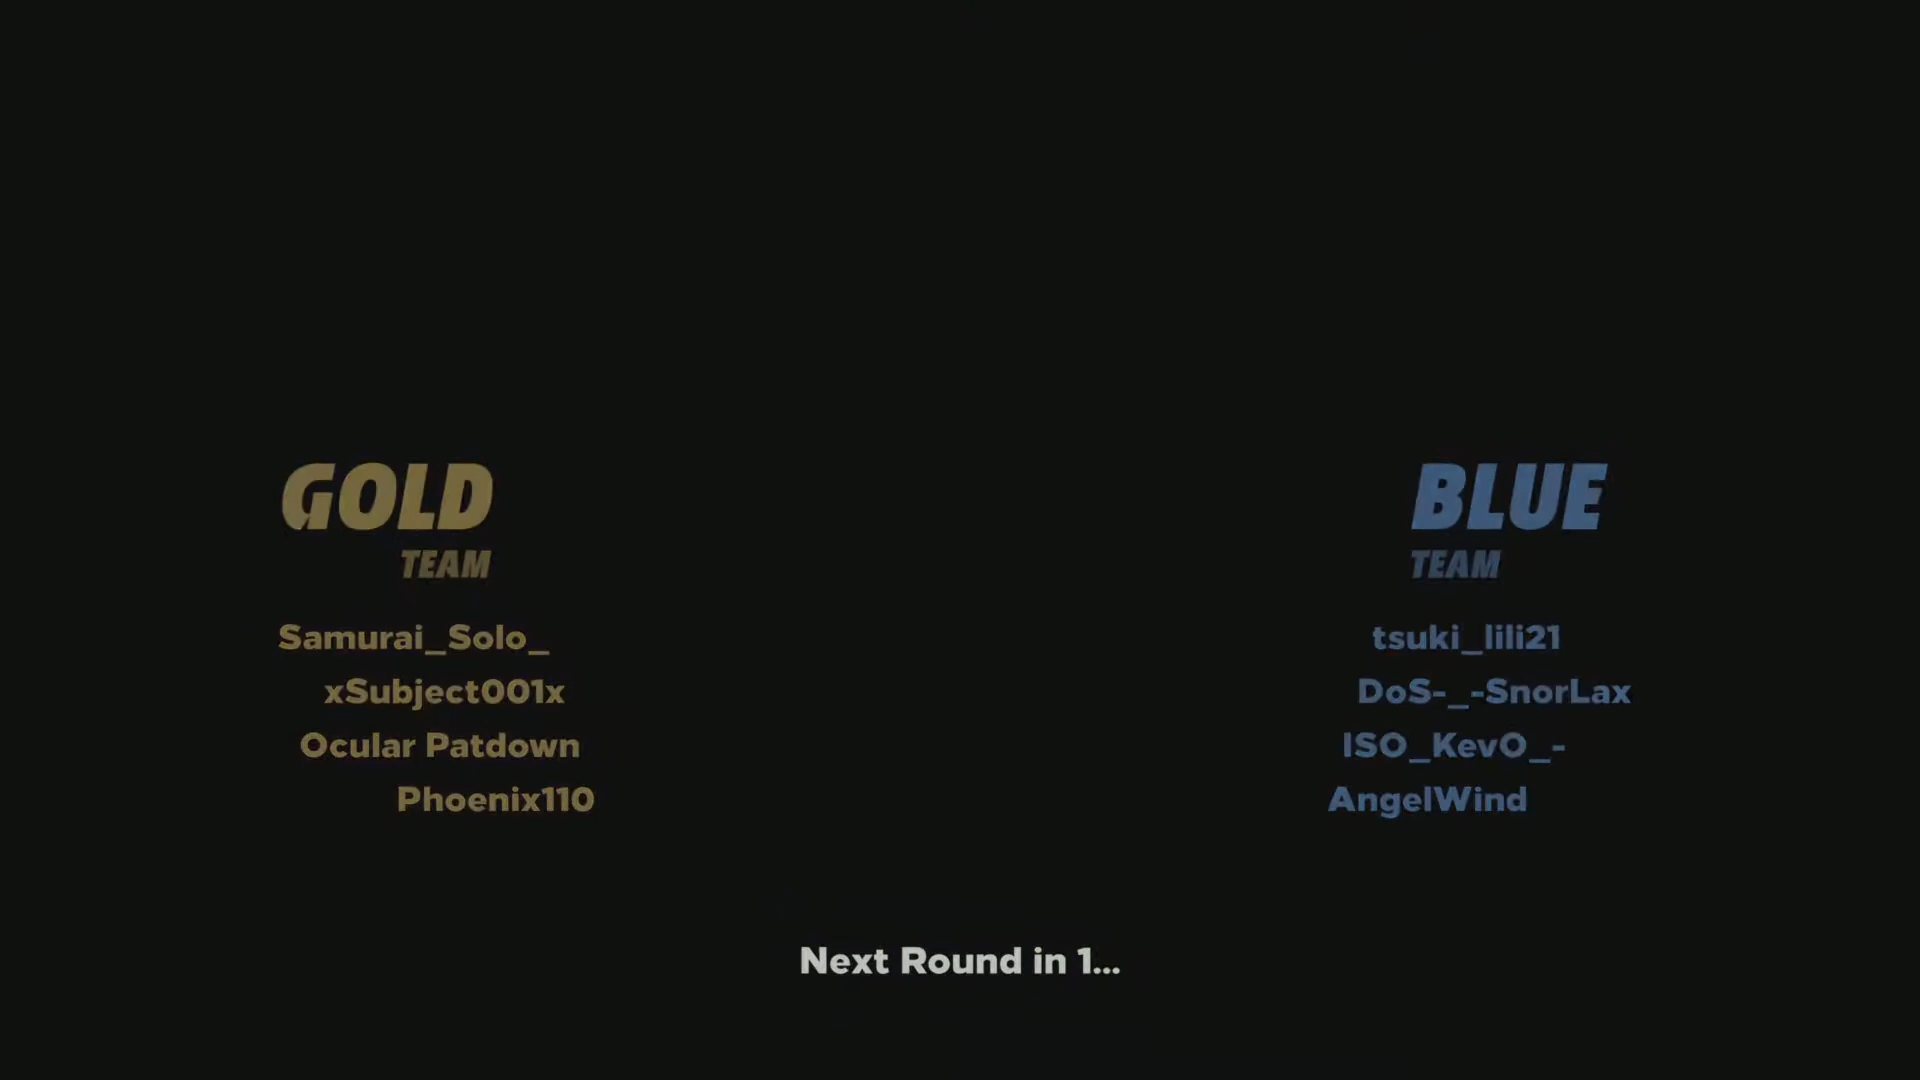 GOLD
TEAM
Samurai_Solo_
xSubject001x
Ocular Patdown
Phoenix110
BLUE
TEAM
tsuki_lili21
DoS-_-SnorLax
ISO_KevO_-
AngelWind
Next Round in 1...